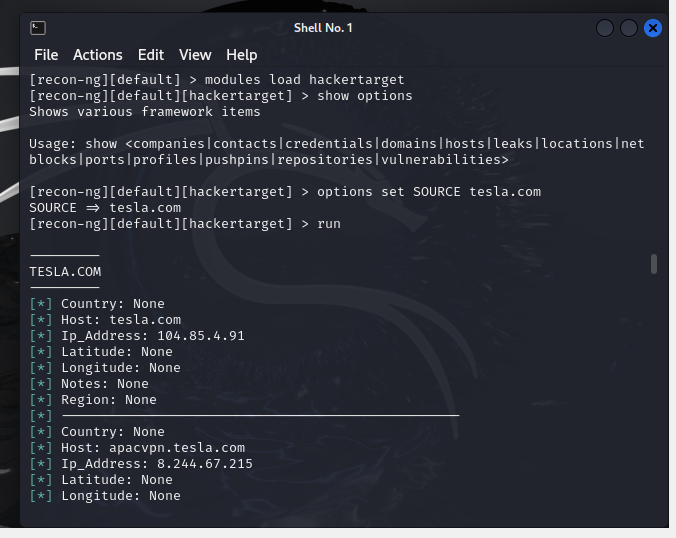 Shell No. 1
File Actions Edit View Help
[recon-ng][default] > modules load hackertarget
[recon-ng][default][hackertarget] > show options
Shows various framework items
Usage: show <companies|contacts|credentials|domains|hosts|leaks|locations|net
blocks|ports|profiles|pushpins|repositories|vulnerabilities>
[recon-ng][default][hackertarget] > options set SOURCE tesla.com
SOURCE => tesla.com
[recon-ng][default][hackertarget] > run
---------
TESLA.COM
---------
[*] Country: None
[*] Host: tesla.com
[*] Ip_Address: 104.85.4.91
[*] Latitude: None
[*] Longitude: None
[*] Notes: None
[*] Region: None
[*] --------------------------------------------------
[*] Country: None
[*] Host: apacvpn.tesla.com
[*] Ip_Address: 8.244.67.215
[*] Latitude: None
[*] Longitude: None